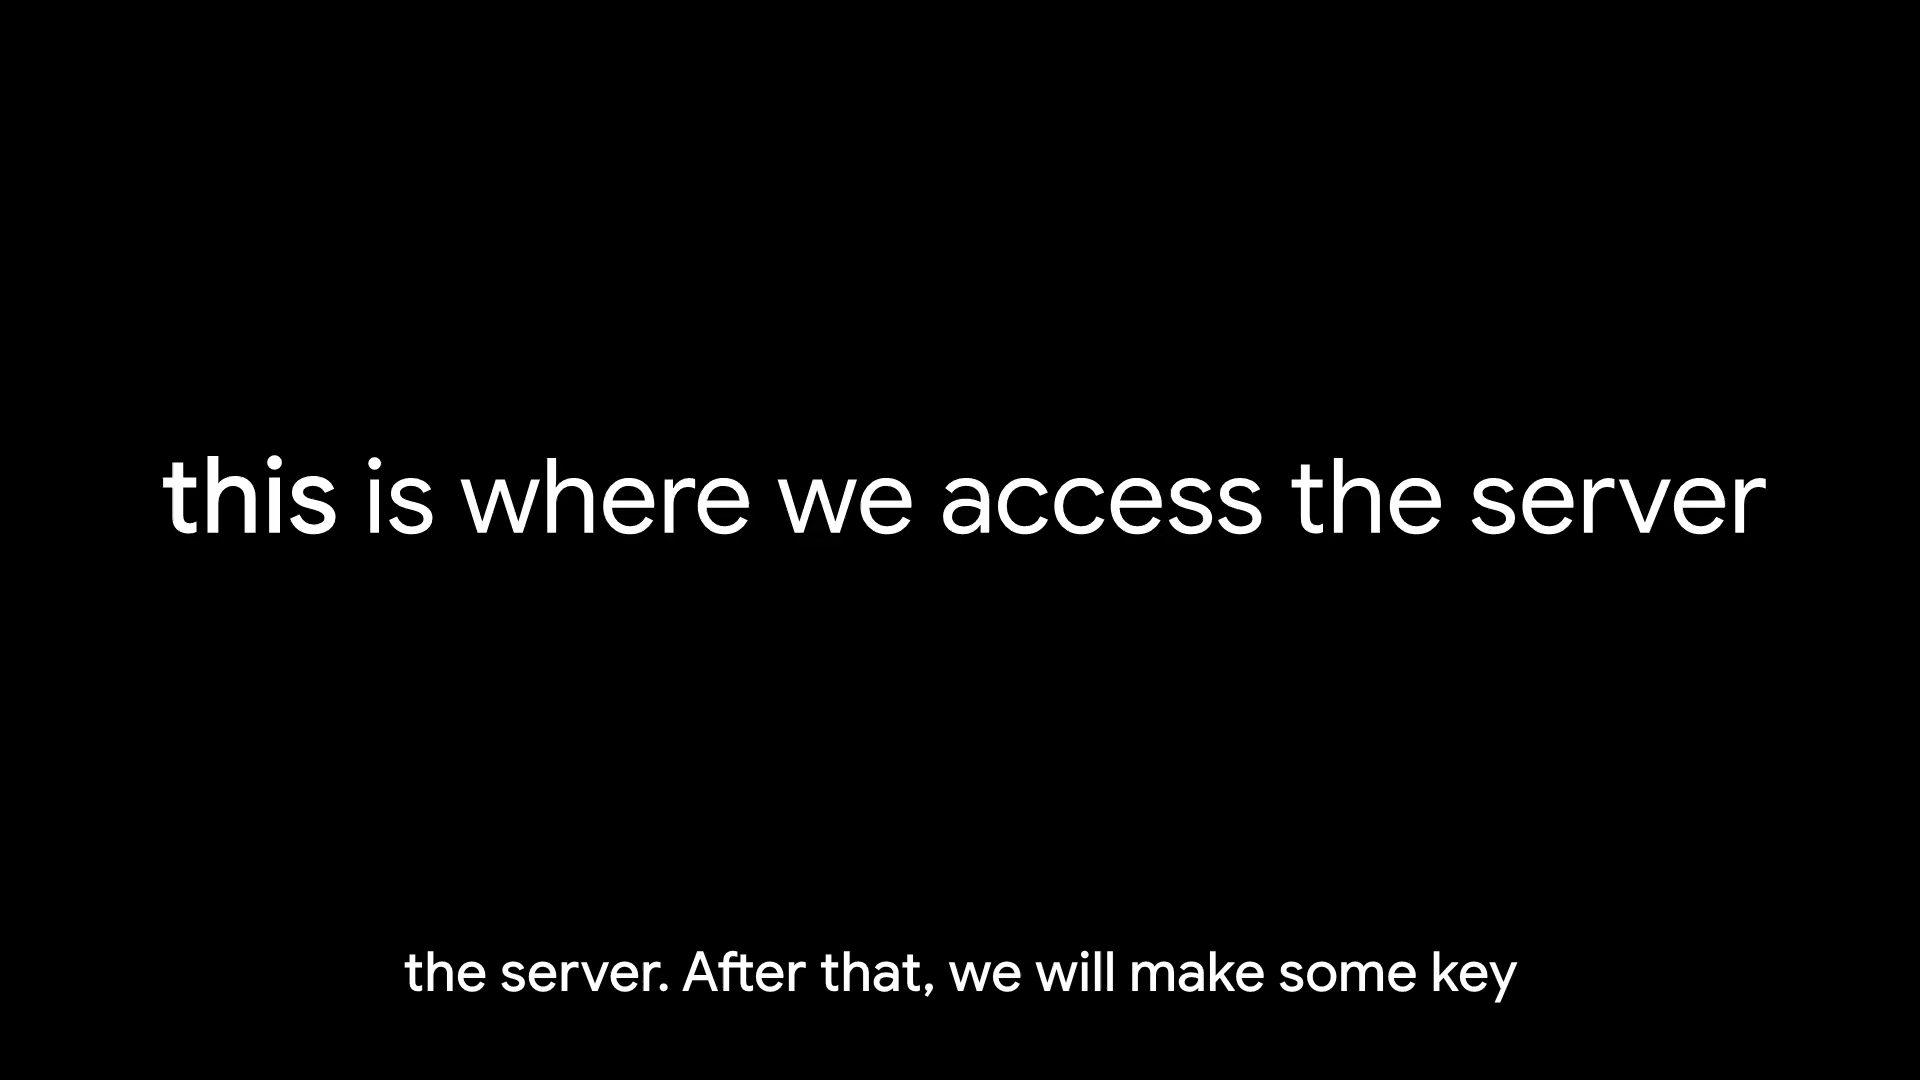 this is where we access the server
the server. After that, we will make some key